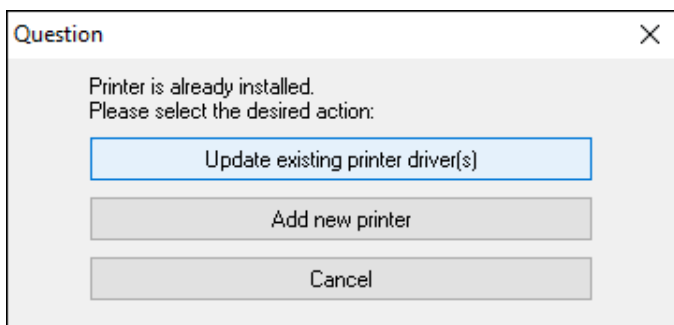 Question
Printer is already installed.
Please select the desired action:
Update existing printer driver(s)
Add new printer
Cancel